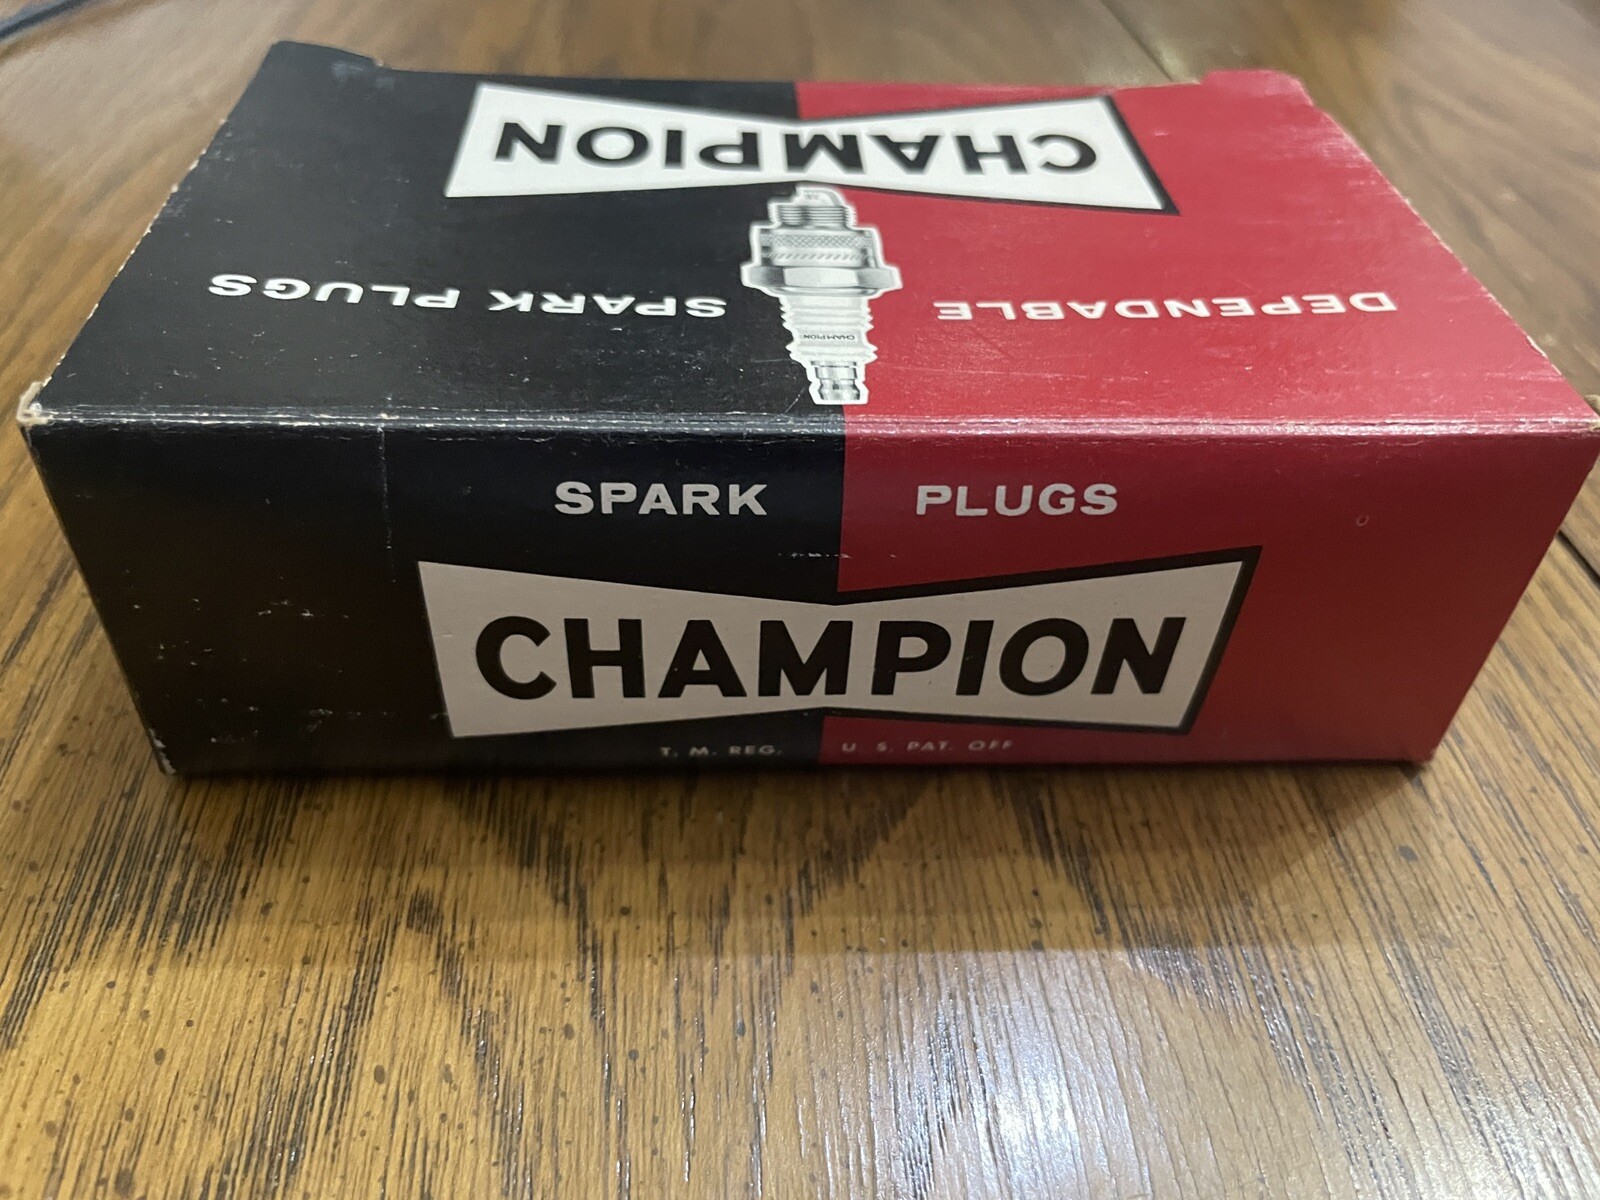 CHAMPION
DEPENDABLE SPARK PLUGS
CHAMPION
SPARK PLUGS
CHAMPION
T. M. REG. U S. PAT. OFF